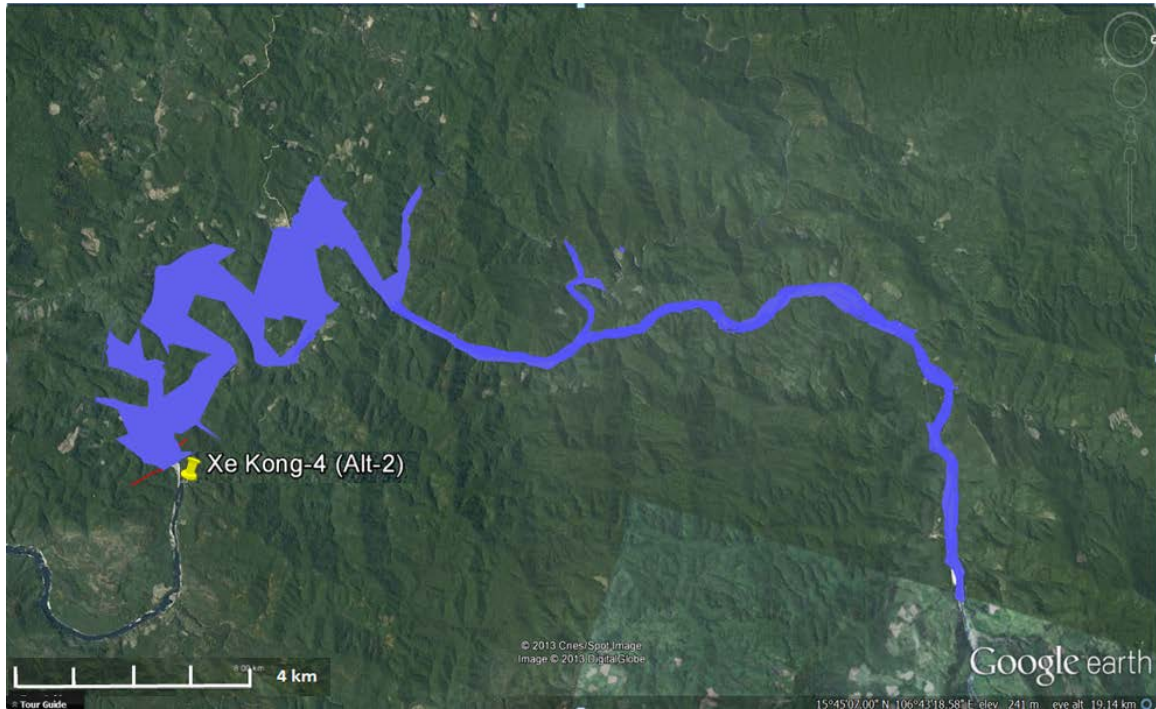 Xe Kong-4 (Alt-2)
© 2013 Cnes/Spot Image
Image © 2013 DigitalGlobe
Google earth
4 km
Tour Guide
15°45'07.00" N 106°43'18.58" E elev 241 m eye alt 19.14 km